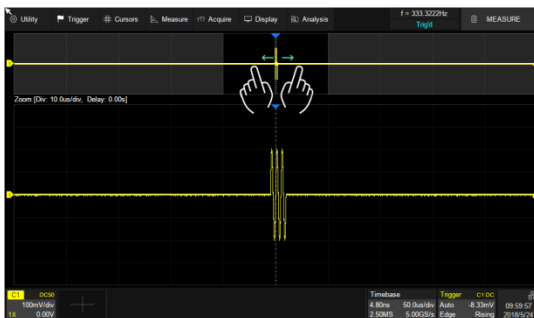 Utility Trigger Cursors Measure Acquire Display Analysis
f = 333.3222Hz
Trig'd
MEASURE
D
Zoom [Div: 10.0us/div, Delay: 0.00s]
D
C1 DC50
100mV/div
1X 0.00V
Timebase
4.80ns 50.0us/div
2.50MS 5.00GS/s
Trigger C1 DC
Auto -8.33mV
Edge Rising
09:59:57
2018/5/24